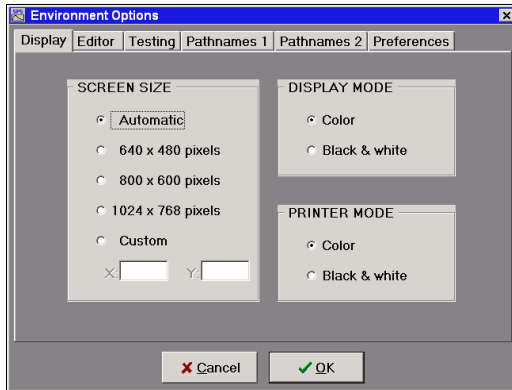 Environment Options
Display Editor Testing Pathnames 1 Pathnames 2 Preferences
SCREEN SIZE
Automatic
640 x 480 pixels
800 x 600 pixels
1024 x 768 pixels
Custom
X: Y:
DISPLAY MODE
Color
Black & white
PRINTER MODE
Color
Black & white
Cancel OK